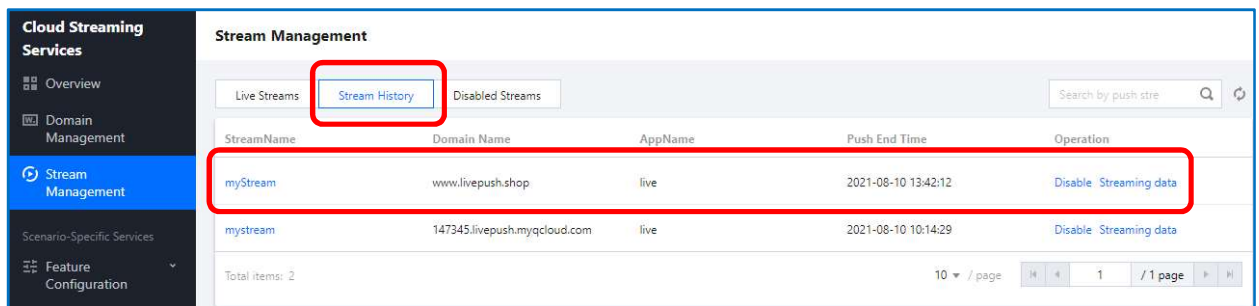 Cloud Streaming
Services
Overview
Domain
Management
Stream
Management
Scenario-Specific Services
Feature
Configuration
Stream Management
Live Streams Stream History Disabled Streams
Search by push stre
StreamName Domain Name AppName Push End Time Operation
myStream www.livepush.shop live 2021-08-10 13:42:12 Disable Streaming data
mystream 147345.livepush.myqcloud.com live 2021-08-10 10:14:29 Disable Streaming data
Total items: 2 10 / page 1 / 1 page